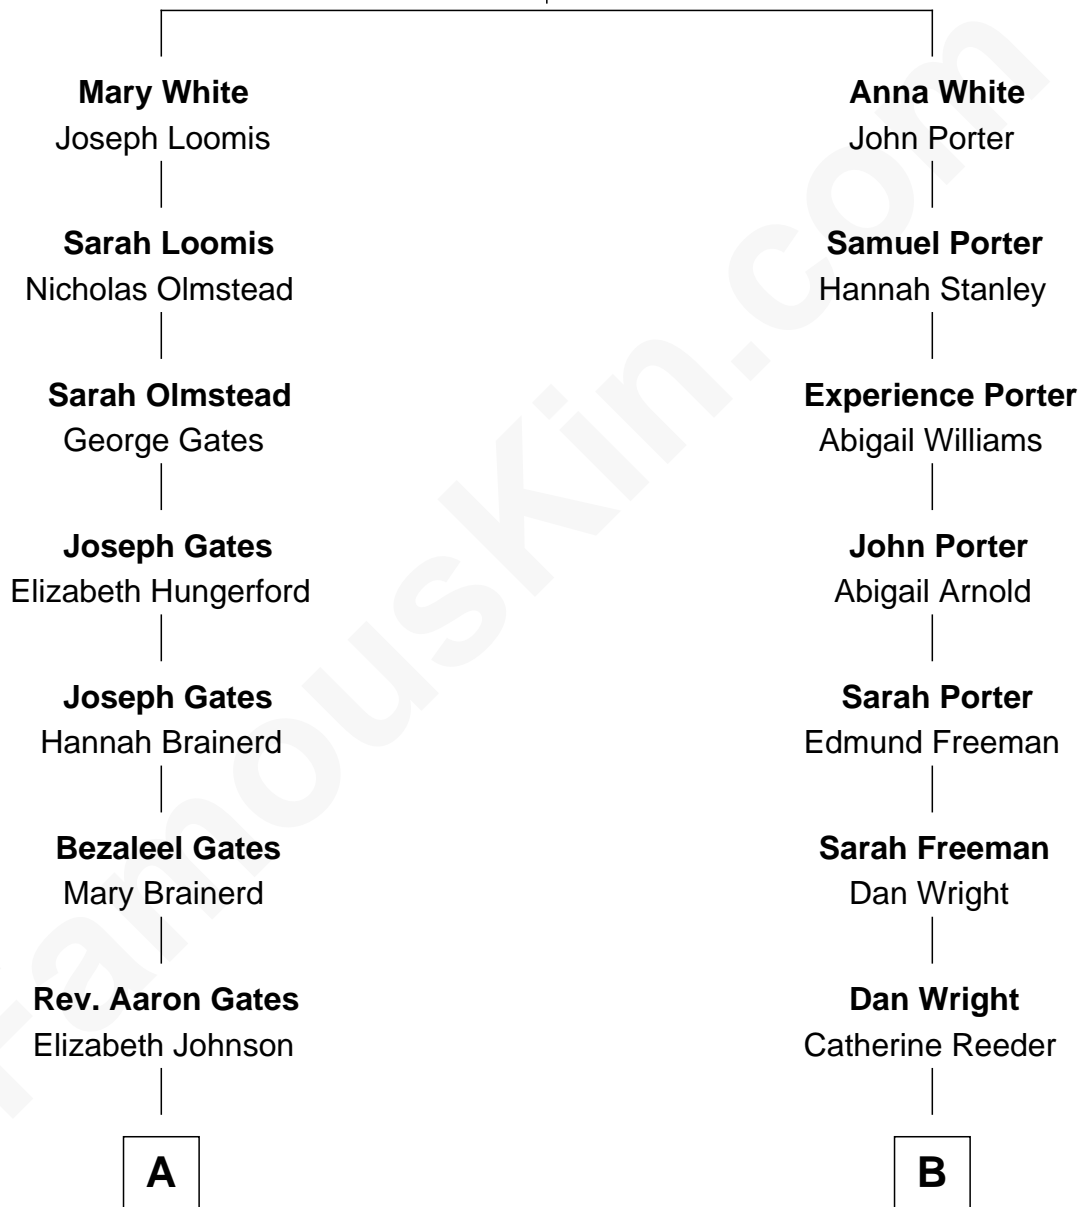 Mary White
Joseph Loomis
Anna White
John Porter
Sarah Loomis
Nicholas Olmstead
Samuel Porter
Hannah Stanley
Sarah Olmstead
George Gates
Experience Porter
Abigail Williams
Joseph Gates
Elizabeth Hungerford
John Porter
Abigail Arnold
Joseph Gates
Hannah Brainerd
Sarah Porter
Edmund Freeman
Bezaleel Gates
Mary Brainerd
Sarah Freeman
Dan Wright
Rev. Aaron Gates
Elizabeth Johnson
Dan Wright
Catherine Reeder
A
B
FamousKin.com